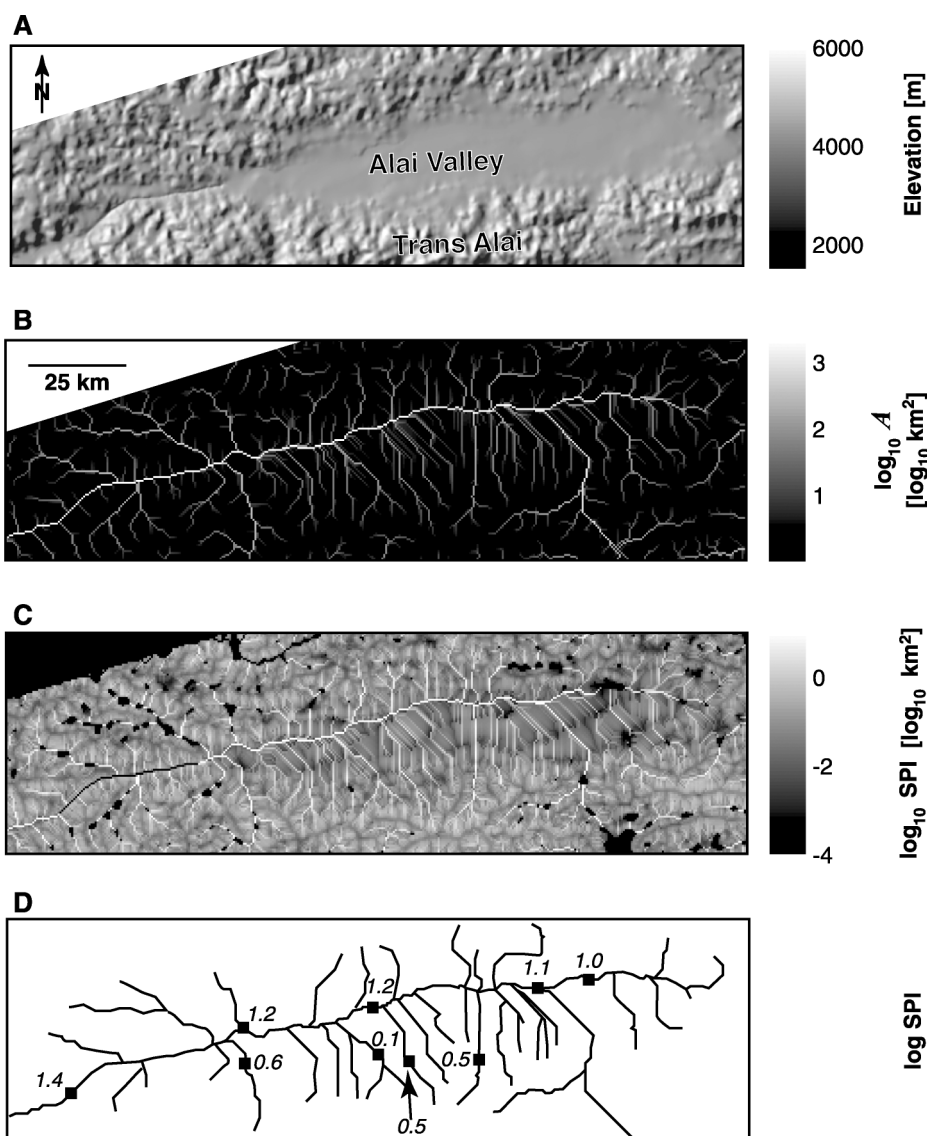 A
N
Alai Valley
Trans Alai
6000
4000
2000
Elevation [m]
B
25 km
3
2
1
log10 A
[log10 km2]
C
0
-2
-4
log10 SPI [log10 km2]
D
1.1
1.0
1.2
1.2
0.1
0.6
0.5
1.4
0.5
log SPI